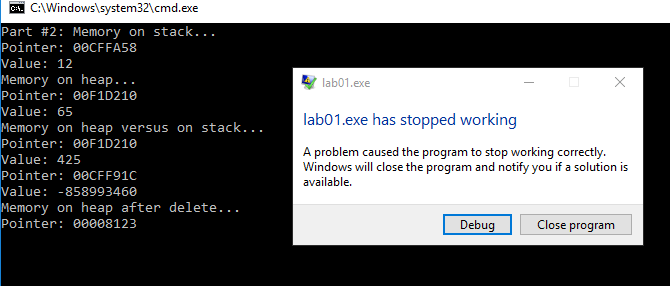 C:\Windows\system32\cmd.exe
Part #2: Memory on stack...
Pointer: 00CFFA58
Value: 12
Memory on heap...
Pointer: 00F1D210
Value: 65
Memory on heap versus on stack...
Pointer: 00F1D210
Value: 425
Pointer: 00CFF91C
Value: -858993460
Memory on heap after delete...
Pointer: 00008123
lab01.exe
lab01.exe has stopped working
A problem caused the program to stop working correctly.
Windows will close the program and notify you if a solution is
available.
Debug
Close program